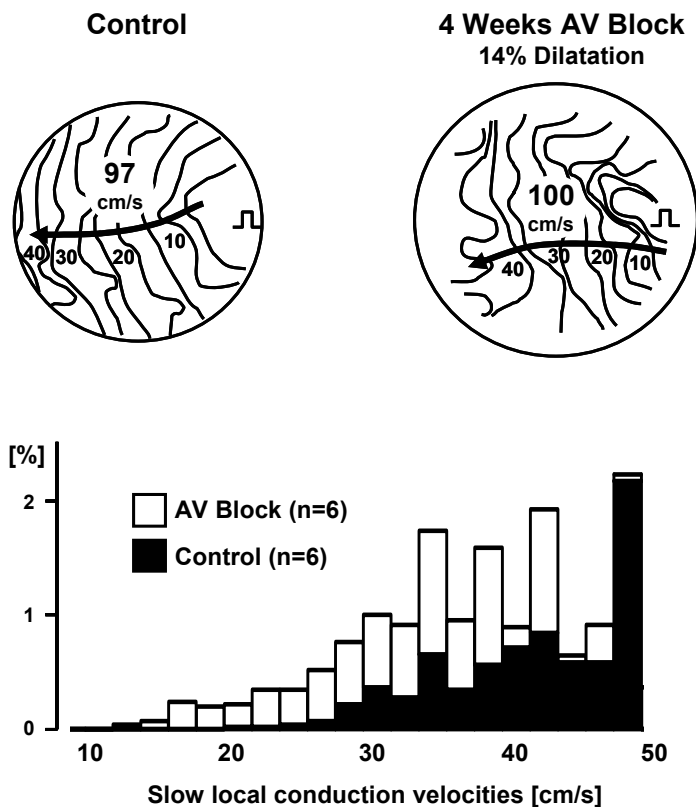 Control
4 Weeks AV Block
14% Dilatation
97
cm/s
40 30 20 10
100
cm/s
40 30 20 10
[%]
2
AV Block (n=6)
Control (n=6)
1
0
10 20 30 40 50
Slow local conduction velocities [cm/s]